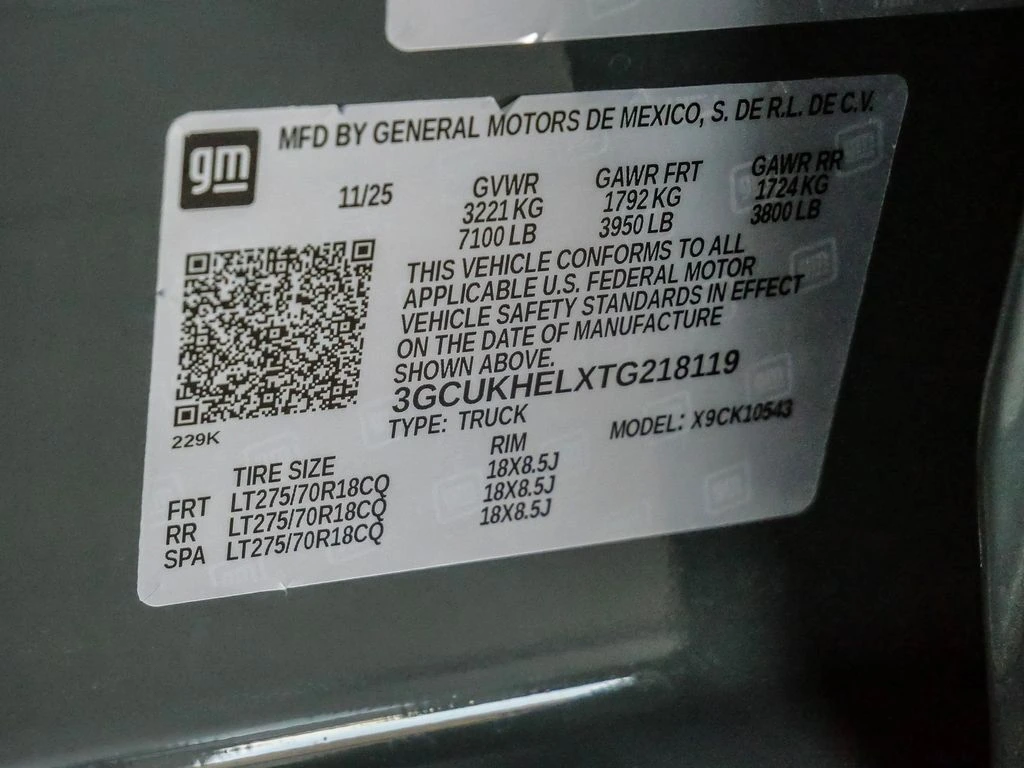 gm
MFD BY GENERAL MOTORS DE MEXICO, S. DE R.L. DE C.V.
11/25 GVWR GAWR FRT GAWR RR
3221 KG 1792 KG 1724 KG
7100 LB 3950 LB 3800 LB
THIS VEHICLE CONFORMS TO ALL
APPLICABLE U.S. FEDERAL MOTOR
VEHICLE SAFETY STANDARDS IN EFFECT
ON THE DATE OF MANUFACTURE
SHOWN ABOVE.
3GCUKHELXTG218119
TYPE: TRUCK MODEL: X9CK10543
229K
TIRE SIZE RIM
FRT LT275/70R18CQ 18X8.5J
RR LT275/70R18CQ 18X8.5J
SPA LT275/70R18CQ 18X8.5J